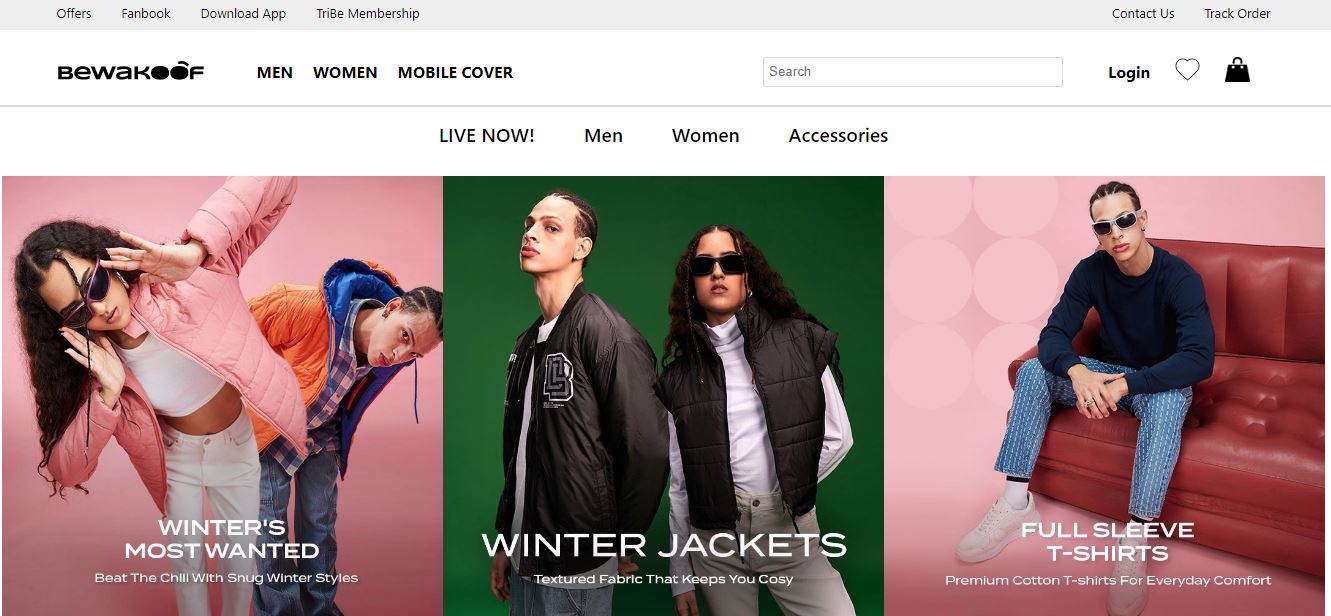 Offers Fanbook Download App TriBe Membership Contact Us Track Order
BEWAKOOF MEN WOMEN MOBILE COVER Search Login
LIVE NOW! Men Women Accessories
B
WINTER'S
MOST WANTED
Beat The Chill With Snug Winter Styles
WINTER JACKETS
Textured Fabric That Keeps You Cosy
FULL SLEEVE
T-SHIRTS
Premium Cotton T-shirts For Everyday Comfort